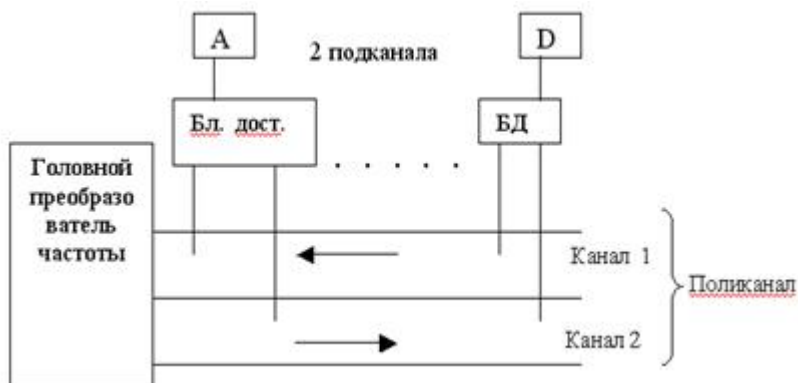 A
2 подканала
D
Бл. дост.
БД
Головной
преобразо
ватель
частоты
Канал 1
Поликанал
Канал 2